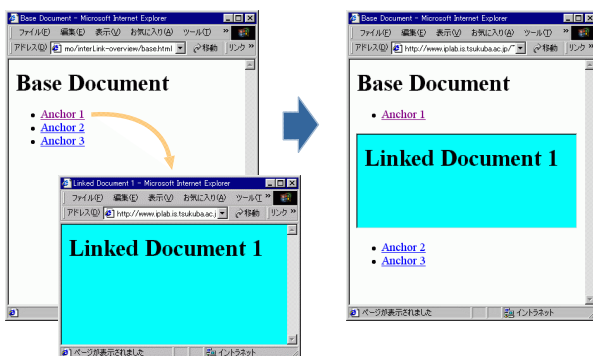 Base Document - Microsoft Internet Explorer
ファイル(F) 編集(E) 表示(V) お気に入り(A) ツール(T) »
アドレス(D) mo/interLink-overview/base.html 移動 リンク »
Base Document
Anchor 1
Anchor 2
Anchor 3
Linked Document 1 - Microsoft Internet Explorer
ファイル(F) 編集(E) 表示(V) お気に入り(A) ツール(T »
アドレス(D) http://www.iplab.is.tsukuba.ac.j 移動 リンク »
Linked Document 1
ページが表示されました イントラネット
Base Document - Microsoft Internet Explorer
ファイル(F) 編集(E) 表示(V) お気に入り(A) ツール(T) »
アドレス(D) http://www.iplab.is.tsukuba.ac.jp/~ 移動 リンク »
Base Document
Anchor 1
Linked Document 1
Anchor 2
Anchor 3
ページが表示されました イントラネット